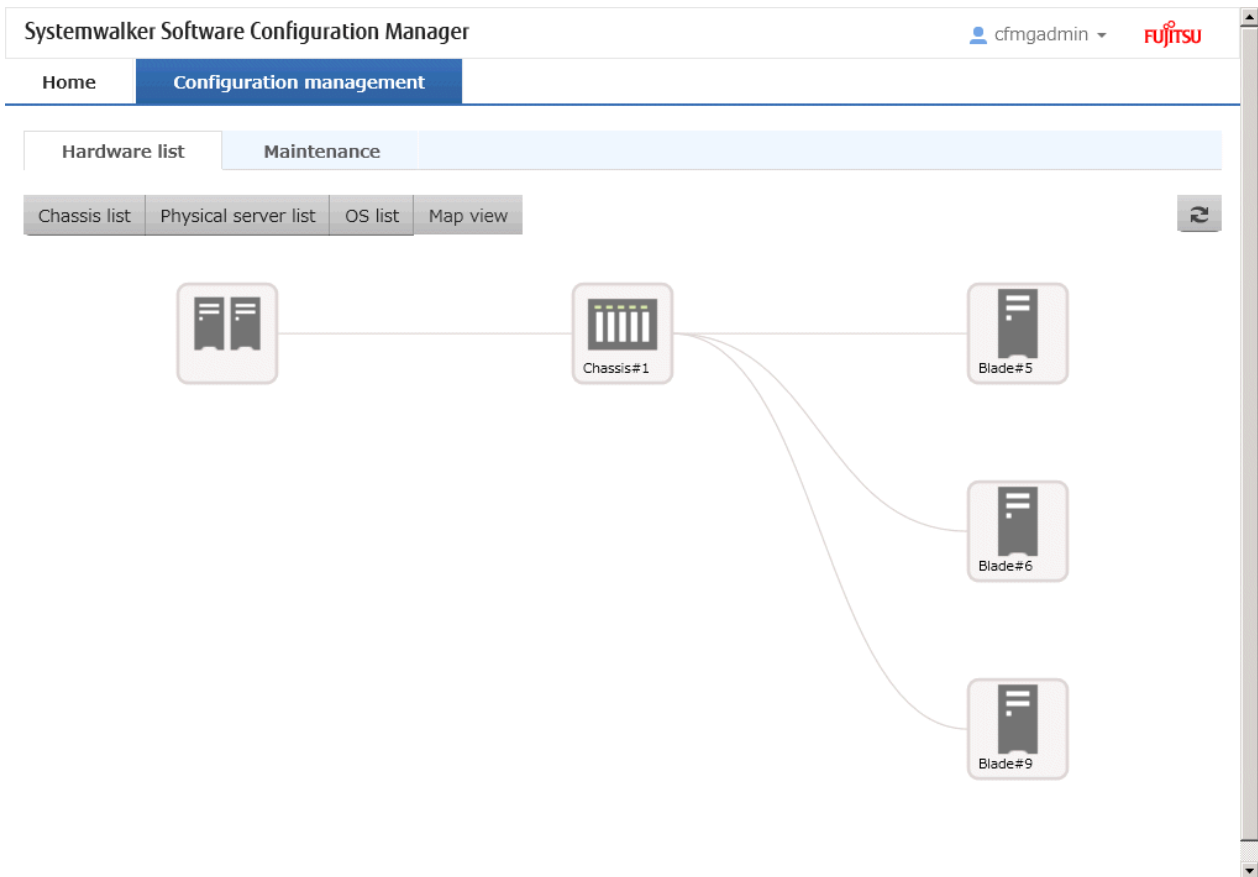 Systemwalker Software Configuration Manager
cfmgadmin
FUJITSU
Home
Configuration management
Hardware list
Maintenance
Chassis list
Physical server list
OS list
Map view
Chassis#1
Blade#5
Blade#6
Blade#9